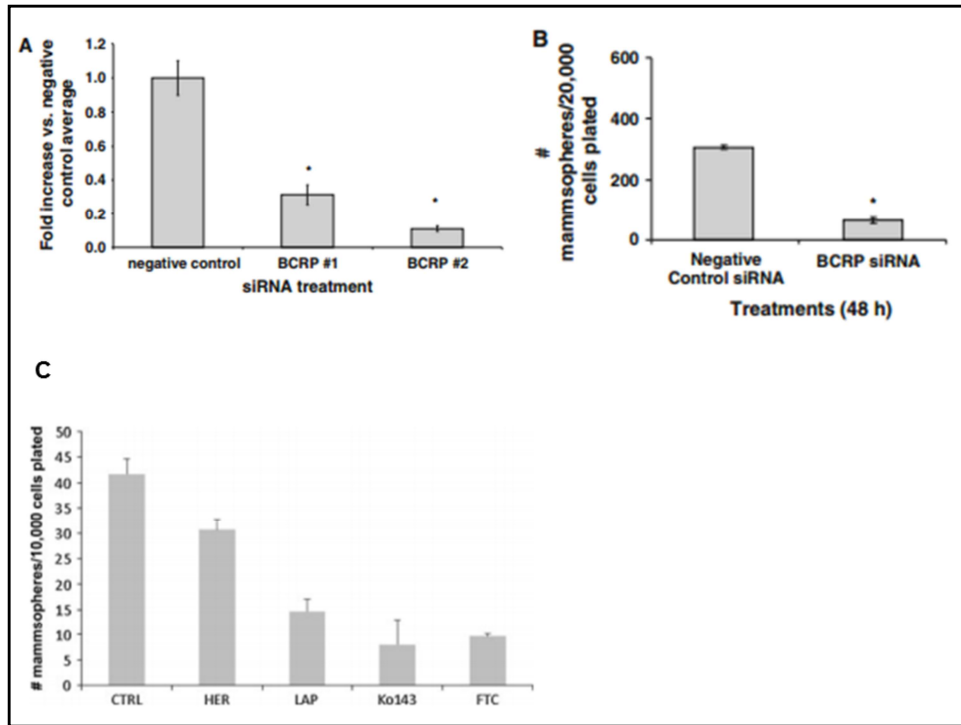 A
Fold increase vs. negative
control average
1.2
1.0
0.8
0.6
0.4
0.2
0.0
*
*
negative control BCRP #1 BCRP #2
siRNA treatment
B
#
mammsopheres/20,000
cells plated
600
400
200
0
*
Negative
Control siRNA
BCRP siRNA
Treatments (48 h)
C
# mammsopheres/10,000 cells plated
50
45
40
35
30
25
20
15
10
5
0
CTRL HER LAP Ko143 FTC